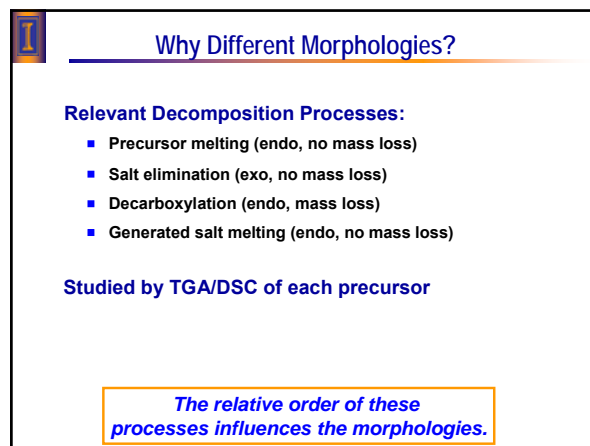 I
Why Different Morphologies?
Relevant Decomposition Processes:
Precursor melting (endo, no mass loss)
Salt elimination (exo, no mass loss)
Decarboxylation (endo, mass loss)
Generated salt melting (endo, no mass loss)
Studied by TGA/DSC of each precursor
The relative order of these
processes influences the morphologies.